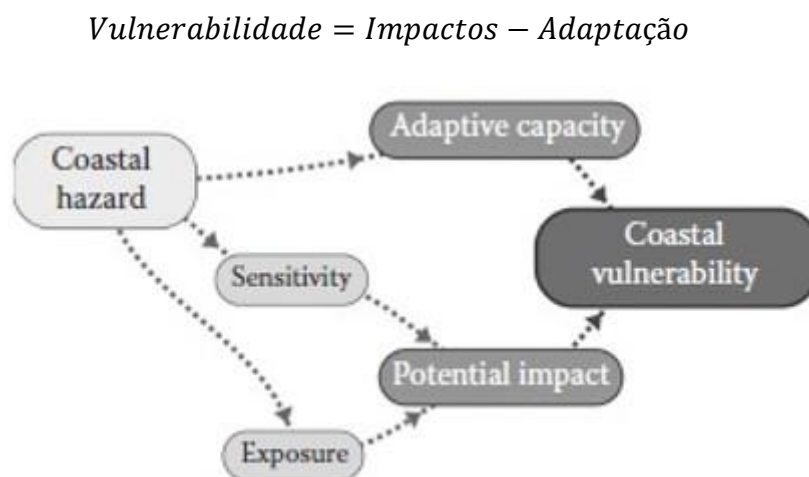 Vulnerabilidade = Impactos − Adaptação
Adaptive capacity
Coastal
hazard
Coastal
vulnerability
Sensitivity
Potential impact
Exposure